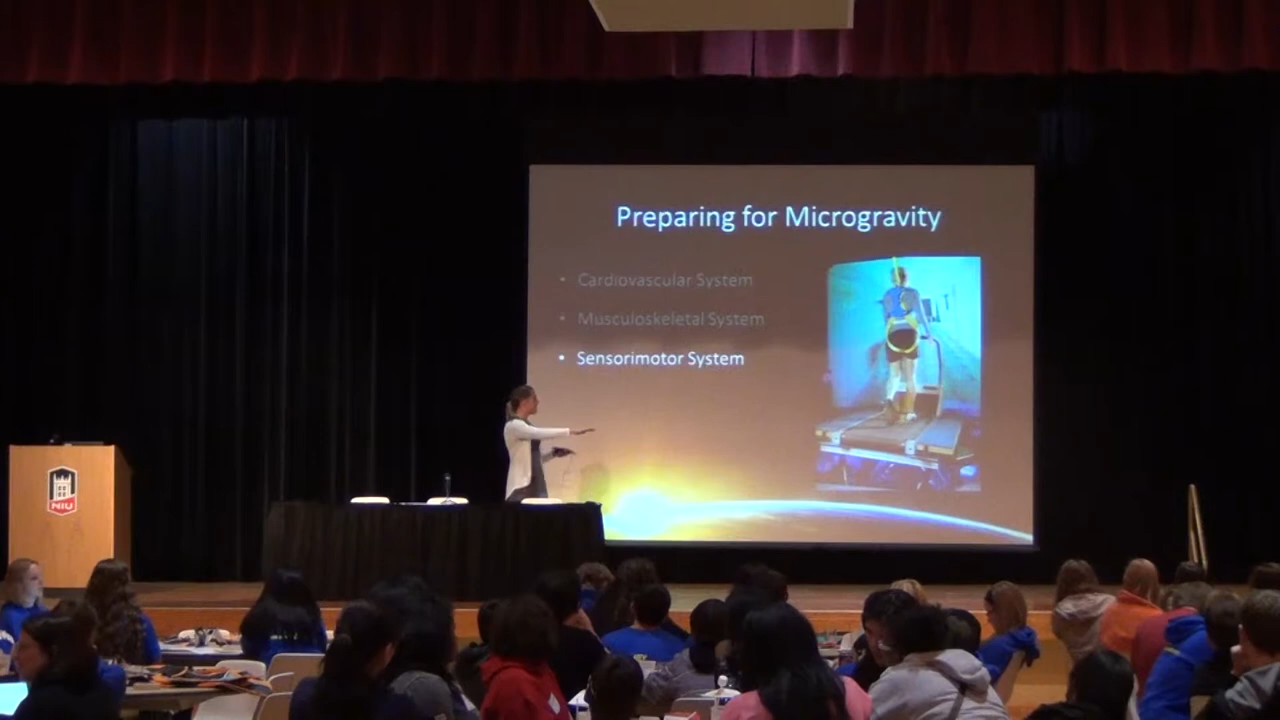 Preparing for Microgravity
• Cardiovascular System
• Musculoskeletal System
• Sensorimotor System
NIU